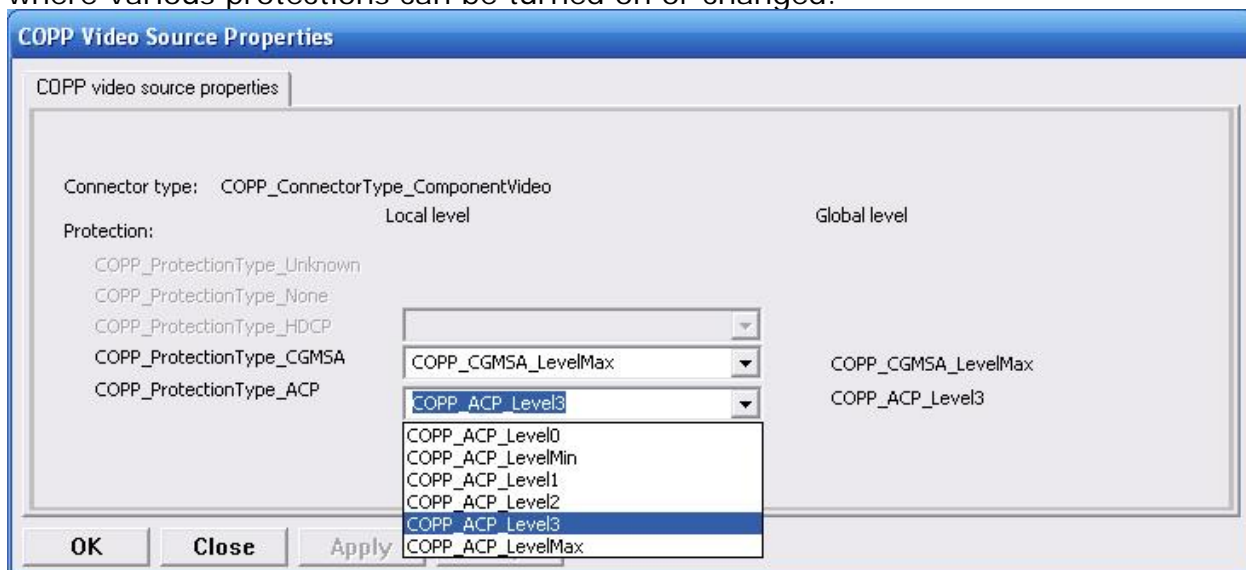 where various protections can be turned on or changed.
COPP Video Source Properties
COPP video source properties
Connector type: COPP_ConnectorType_ComponentVideo
Local level Global level
Protection:
COPP_ProtectionType_Unknown
COPP_ProtectionType_None
COPP_ProtectionType_HDCP
COPP_ProtectionType_CGMSA COPP_CGMSA_LevelMax COPP_CGMSA_LevelMax
COPP_ProtectionType_ACP COPP_ACP_Level3 COPP_ACP_Level3
COPP_ACP_Level0
COPP_ACP_LevelMin
COPP_ACP_Level1
COPP_ACP_Level2
COPP_ACP_Level3
COPP_ACP_LevelMax
OK Close Apply